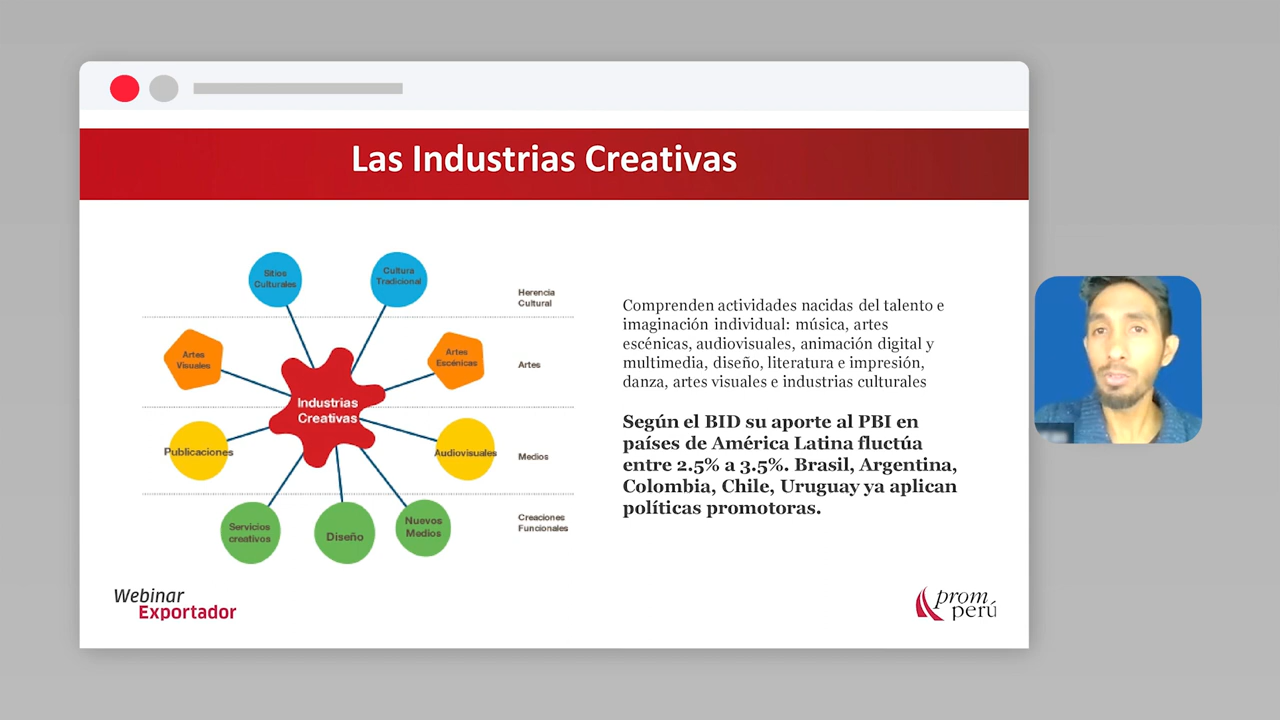 Las Industrias Creativas
Sitios
Culturales
Cultura
Tradicional
Herencia
Cultural
Artes
Visuales
Artes
Escénicas
Artes
Industrias
Creativas
Publicaciones
Audiovisuales
Medios
Servicios
creativos
Diseño
Nuevos
Medios
Creaciones
Funcionales
Comprenden actividades nacidas del talento e
imaginación individual: música, artes
escénicas, audiovisuales, animación digital y
multimedia, diseño, literatura e impresión,
danza, artes visuales e industrias culturales
Según el BID su aporte al PBI en
países de América Latina fluctúa
entre 2.5% a 3.5%. Brasil, Argentina,
Colombia, Chile, Uruguay ya aplican
políticas promotoras.
Webinar
Exportador
prom
perú